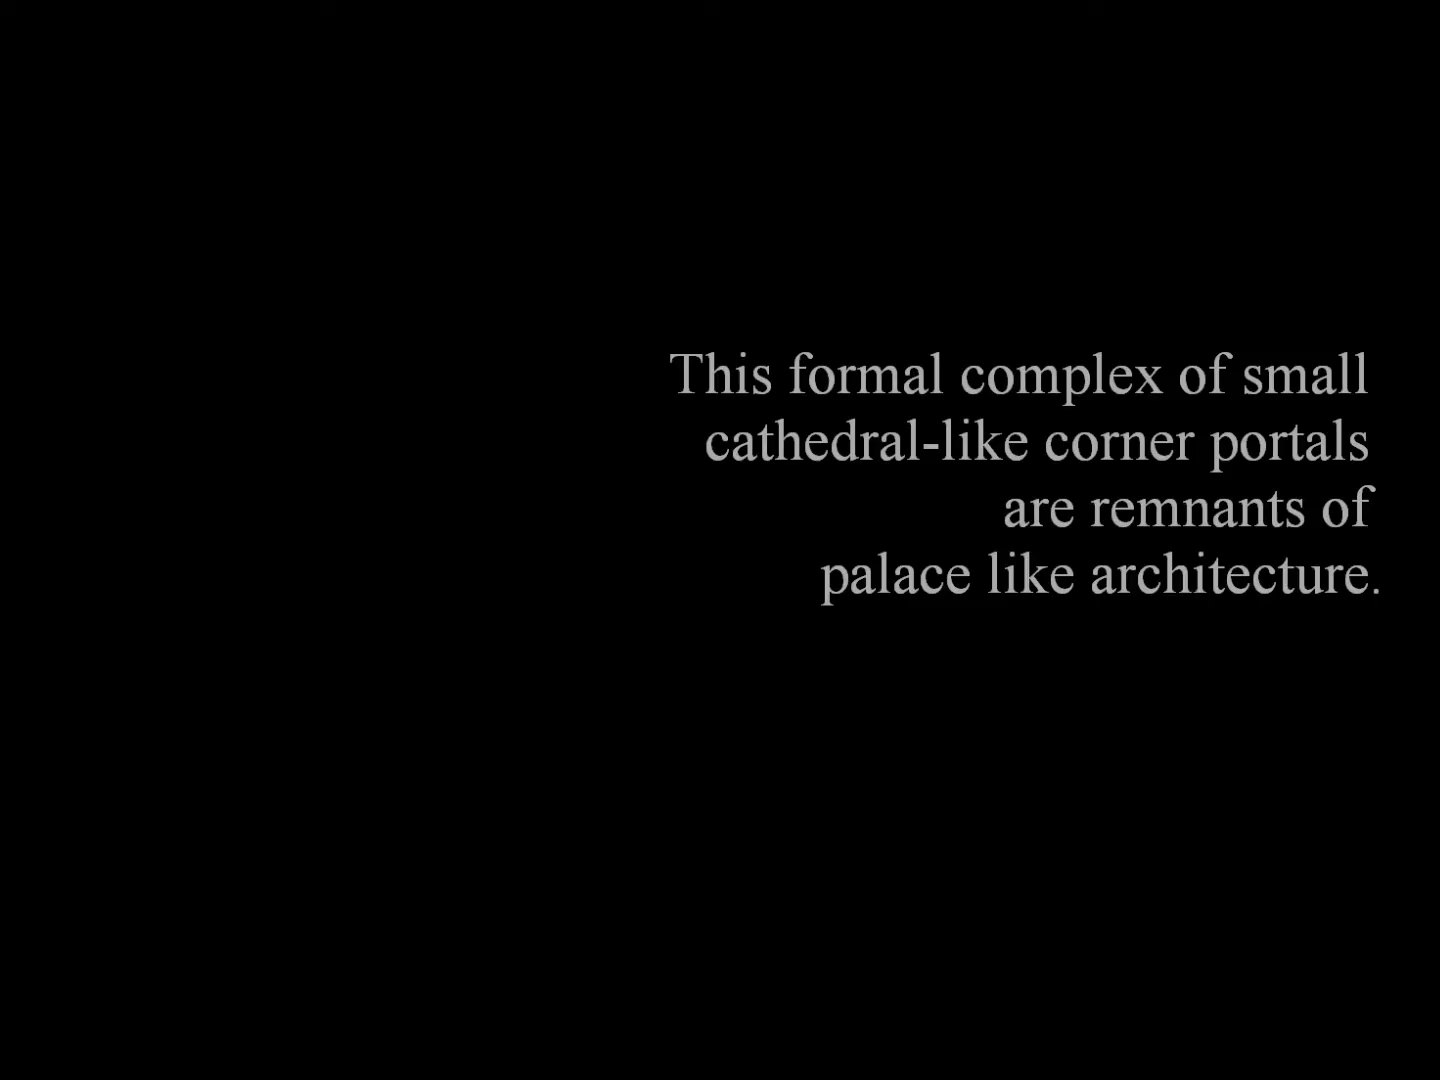 This formal complex of small
cathedral-like corner portals
are remnants of
palace like architecture.